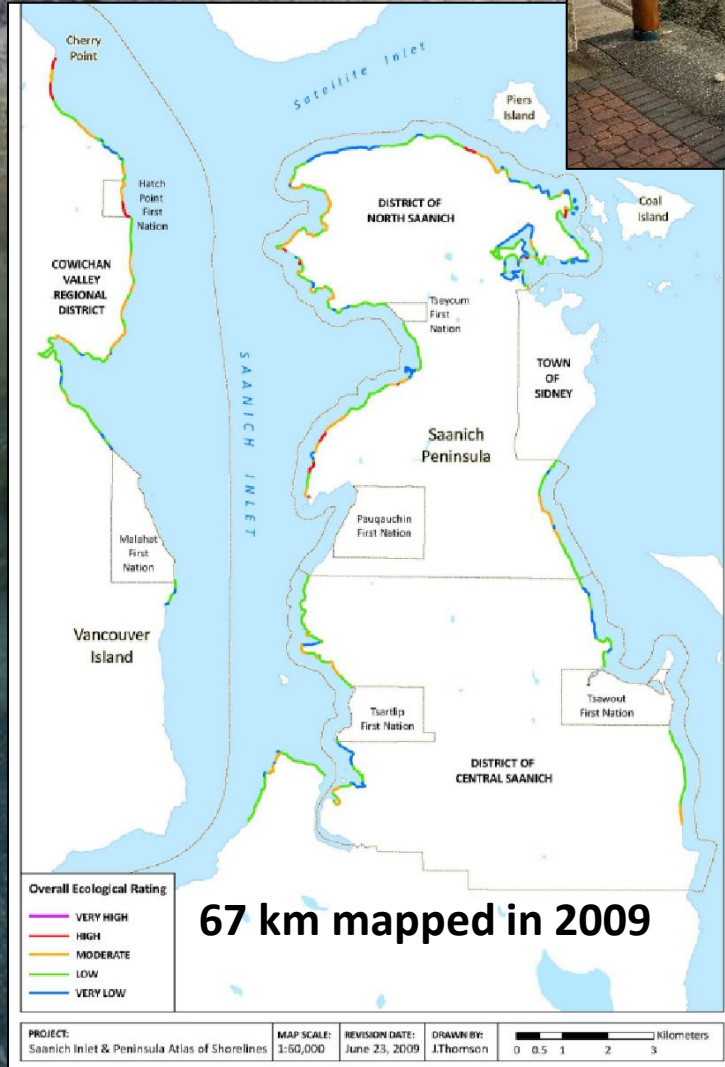 Cherry
Point
Satellite Inlet
Piers
Island
Hatch
Point
First
Nation
DISTRICT OF
NORTH SAANICH
Coal
Island
COWICHAN
VALLEY
REGIONAL
DISTRICT
Tseycum
First
Nation
TOWN
OF
SIDNEY
SAANICH INLET
Saanich
Peninsula
Pauqauchin
First Nation
Malahat
First
Nation
Vancouver
Island
Tsartlip
First Nation
Tsawout
First Nation
DISTRICT OF
CENTRAL SAANICH
Overall Ecological Rating
VERY HIGH
HIGH
MODERATE
LOW
VERY LOW
67 km mapped in 2009
PROJECT:
Saanich Inlet & Peninsula Atlas of Shorelines
MAP SCALE:
1:60,000
REVISION DATE:
June 23, 2009
DRAWN BY:
J.Thomson
Kilometers
0 0.5 1 2 3